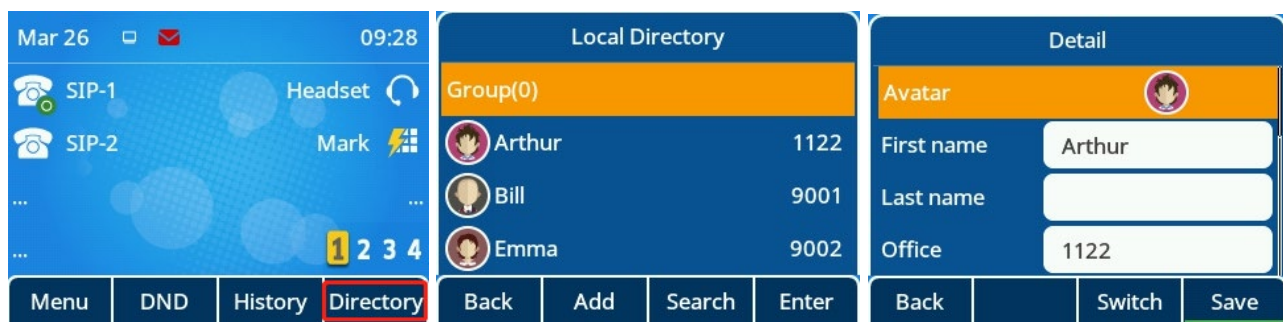 Mar 26 09:28
SIP-1 Headset
SIP-2 Mark
... ...
... 1 2 3 4
Menu DND History Directory
Local Directory
Group(0)
Arthur 1122
Bill 9001
Emma 9002
Back Add Search Enter
Detail
Avatar
First name Arthur
Last name
Office 1122
Back Switch Save